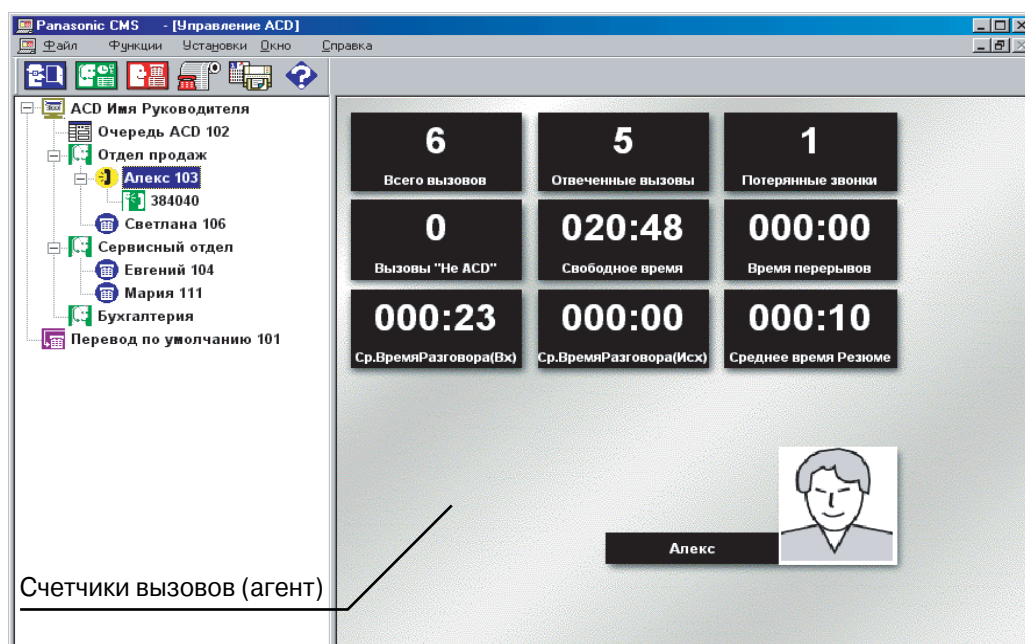 Panasonic CMS - [Управление ACD]
Файл Функции Установки Окно Справка
ACD Имя Руководителя
Очередь ACD 102
Отдел продаж
Алекс 103
384040
Светлана 106
Сервисный отдел
Евгений 104
Мария 111
Бухгалтерия
Перевод по умолчанию 101
6 5 1
Всего вызовов Отвеченные вызовы Потерянные звонки
0 020:48 000:00
Вызовы "Не ACD" Свободное время Время перерывов
000:23 000:00 000:10
Ср.ВремяРазговора(Вх) Ср.ВремяРазговора(Исх) Среднее время Резюме
Алекс
Счетчики вызовов (агент)